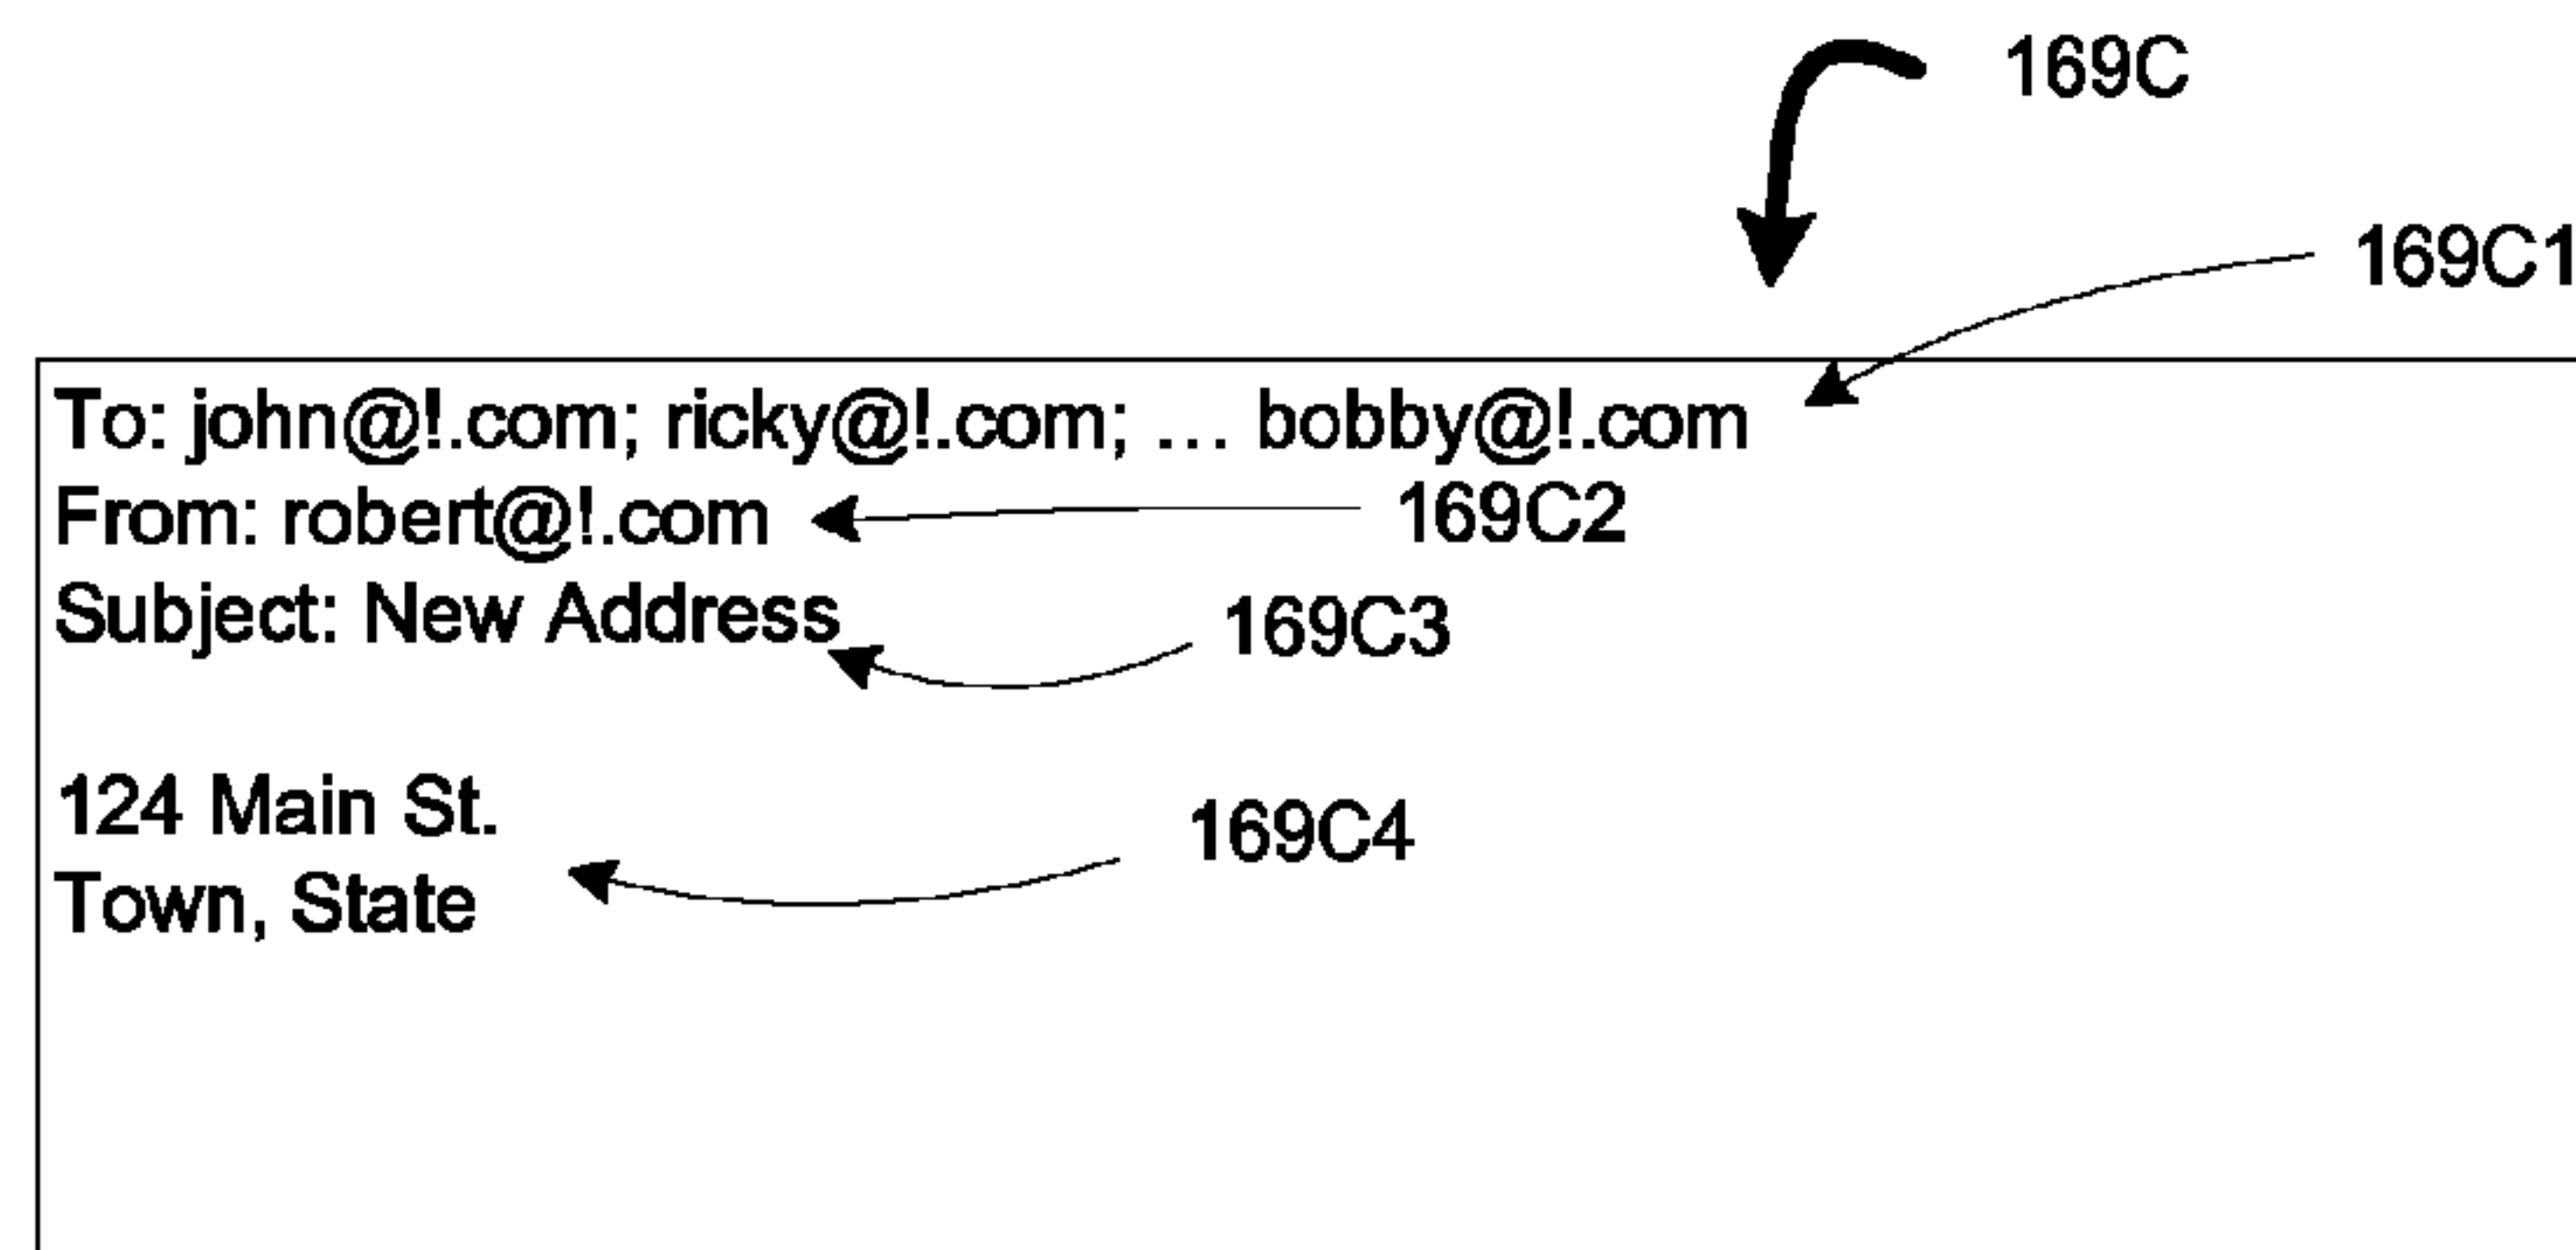 169C
169C1
To: john@!.com; ricky@!.com; ... bobby@!.com
From: robert@!.com
169C2
Subject: New Address
169C3
124 Main St.
169C4
Town, State